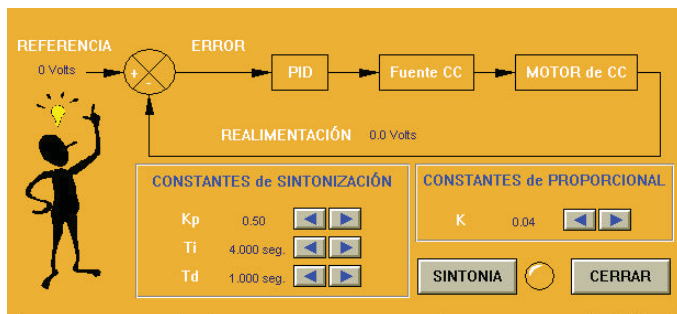 REFERENCIA
0 Volts
+
-
ERROR
PID
Fuente CC
MOTOR de CC
REALIMENTACIÓN 0.0 Volts
CONSTANTES de SINTONIZACIÓN
Kp 0.50
Ti 4.000 seg.
Td 1.000 seg.
CONSTANTES de PROPORCIONAL
K 0.04
SINTONIA
CERRAR